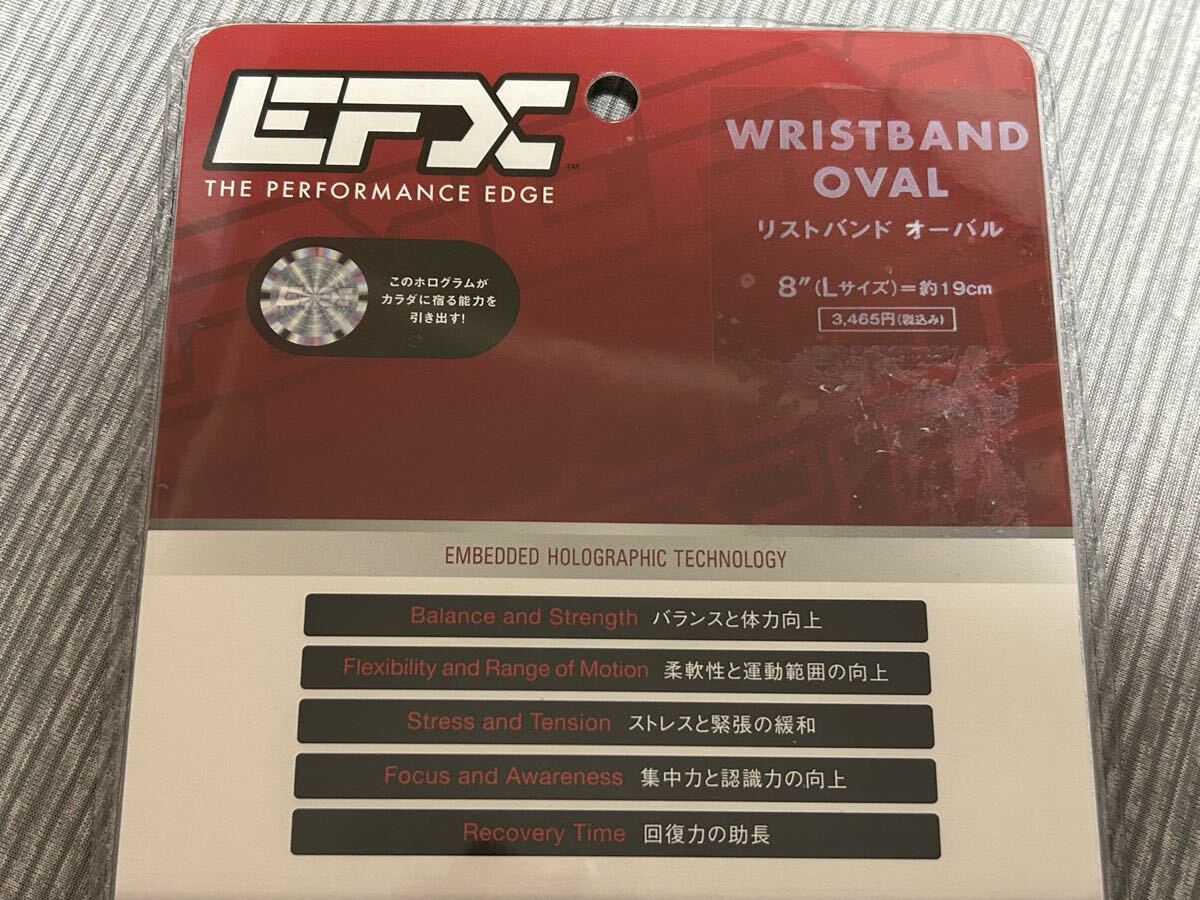 EFX™
THE PERFORMANCE EDGE
このホログラムが
カラダに宿る能力を
引き出す!
WRISTBAND
OVAL
リストバンド オーバル
8″(Lサイズ)=約19cm
3,465円(税込み)
EMBEDDED HOLOGRAPHIC TECHNOLOGY
Balance and Strength バランスと体力向上
Flexibility and Range of Motion 柔軟性と運動範囲の向上
Stress and Tension ストレスと緊張の緩和
Focus and Awareness 集中力と認識力の向上
Recovery Time 回復力の助長